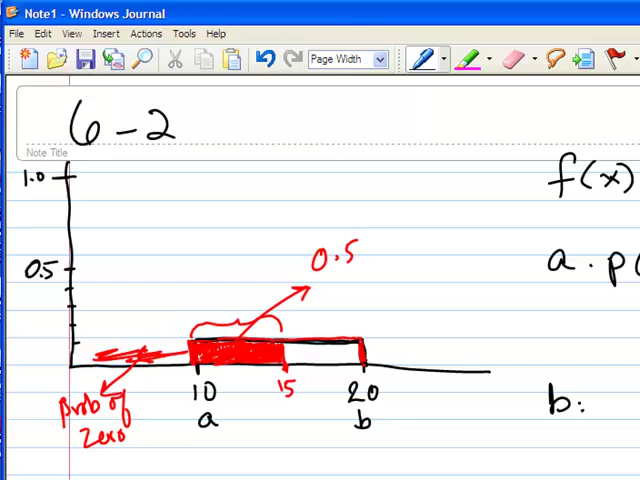 Note1 - Windows Journal
File Edit View Insert Actions Tools Help
Page Width
6-2
Note Title
1.0
f(x)
0.5
0.5
a. p(
10
15
20
a
b
b:
Prob of
Zero